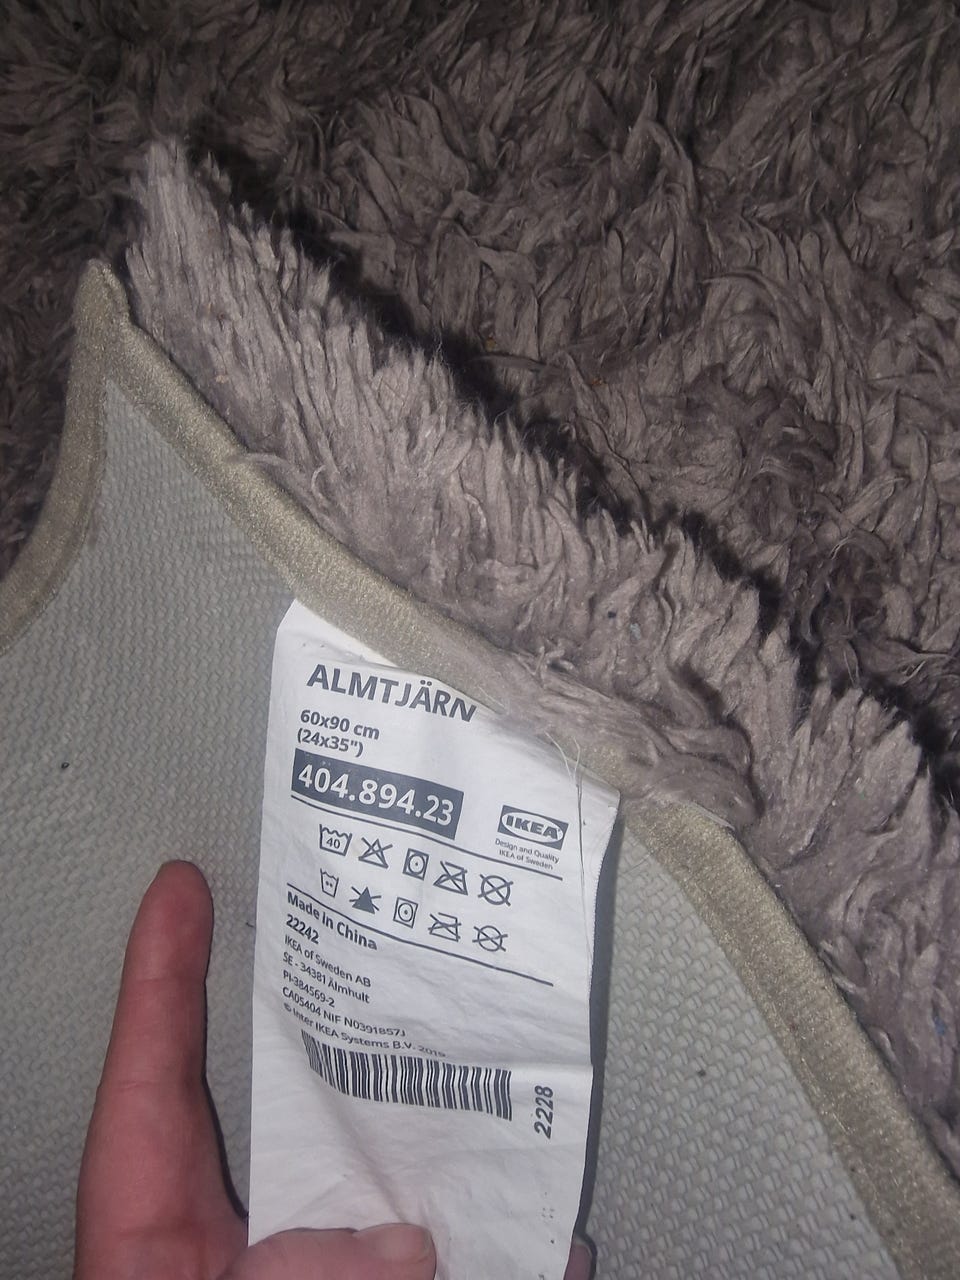 ALMTJÄRN
60x90 cm
(24x35")
404.894.23
IKEA
Design and Quality
IKEA of Sweden
40
Made in China
22242
IKEA of Sweden AB
SE - 34381 Älmhult
PI-384569-2
CA05404 NIF N0391857J
© Inter IKEA Systems B.V. 2019
2228